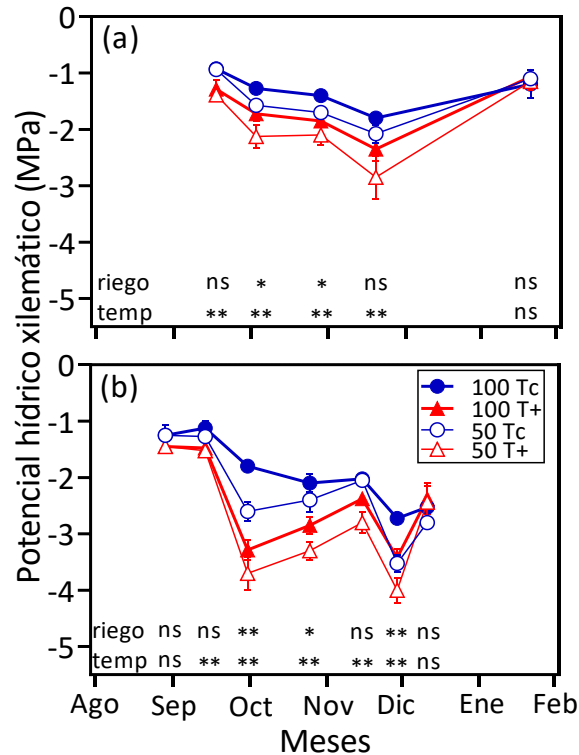 Potencial hídrico xilemático (MPa)
0
(a)
-1
-2
-3
-4
riego ns * * ns ns
-5
temp ** ** ** ** ns
0
(b)
100 Tc
100 T+
50 Tc
50 T+
-1
-2
-3
-4
riego ns ns ** * ns ** ns
-5
temp ns ** ** ** ** ** ns
Ago Sep Oct Nov Dic Ene Feb
Meses